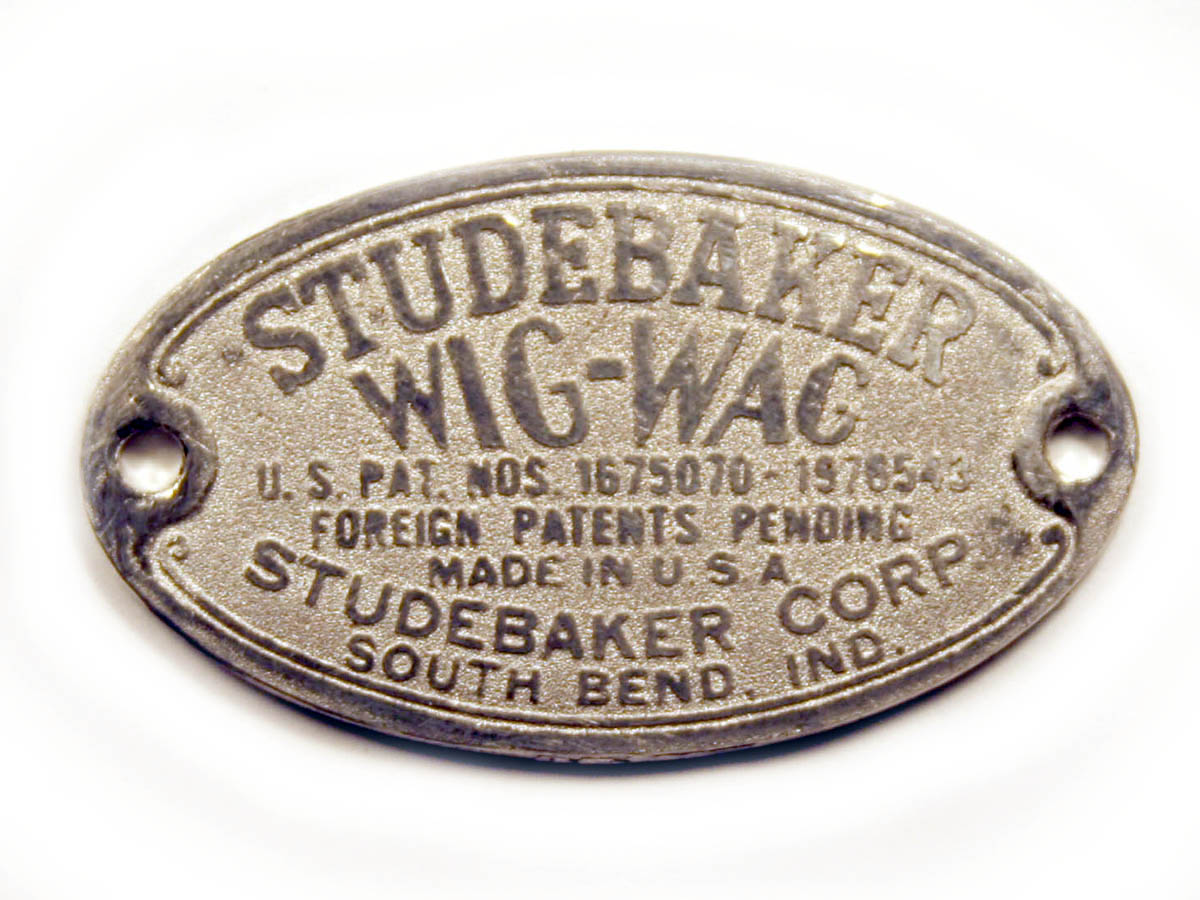 STUDEBAKER
WIG-WAG
U. S. PAT. NOS. 1675070 - 1978543
FOREIGN PATENTS PENDING
MADE IN U. S. A
STUDEBAKER CORP.
SOUTH BEND. IND.